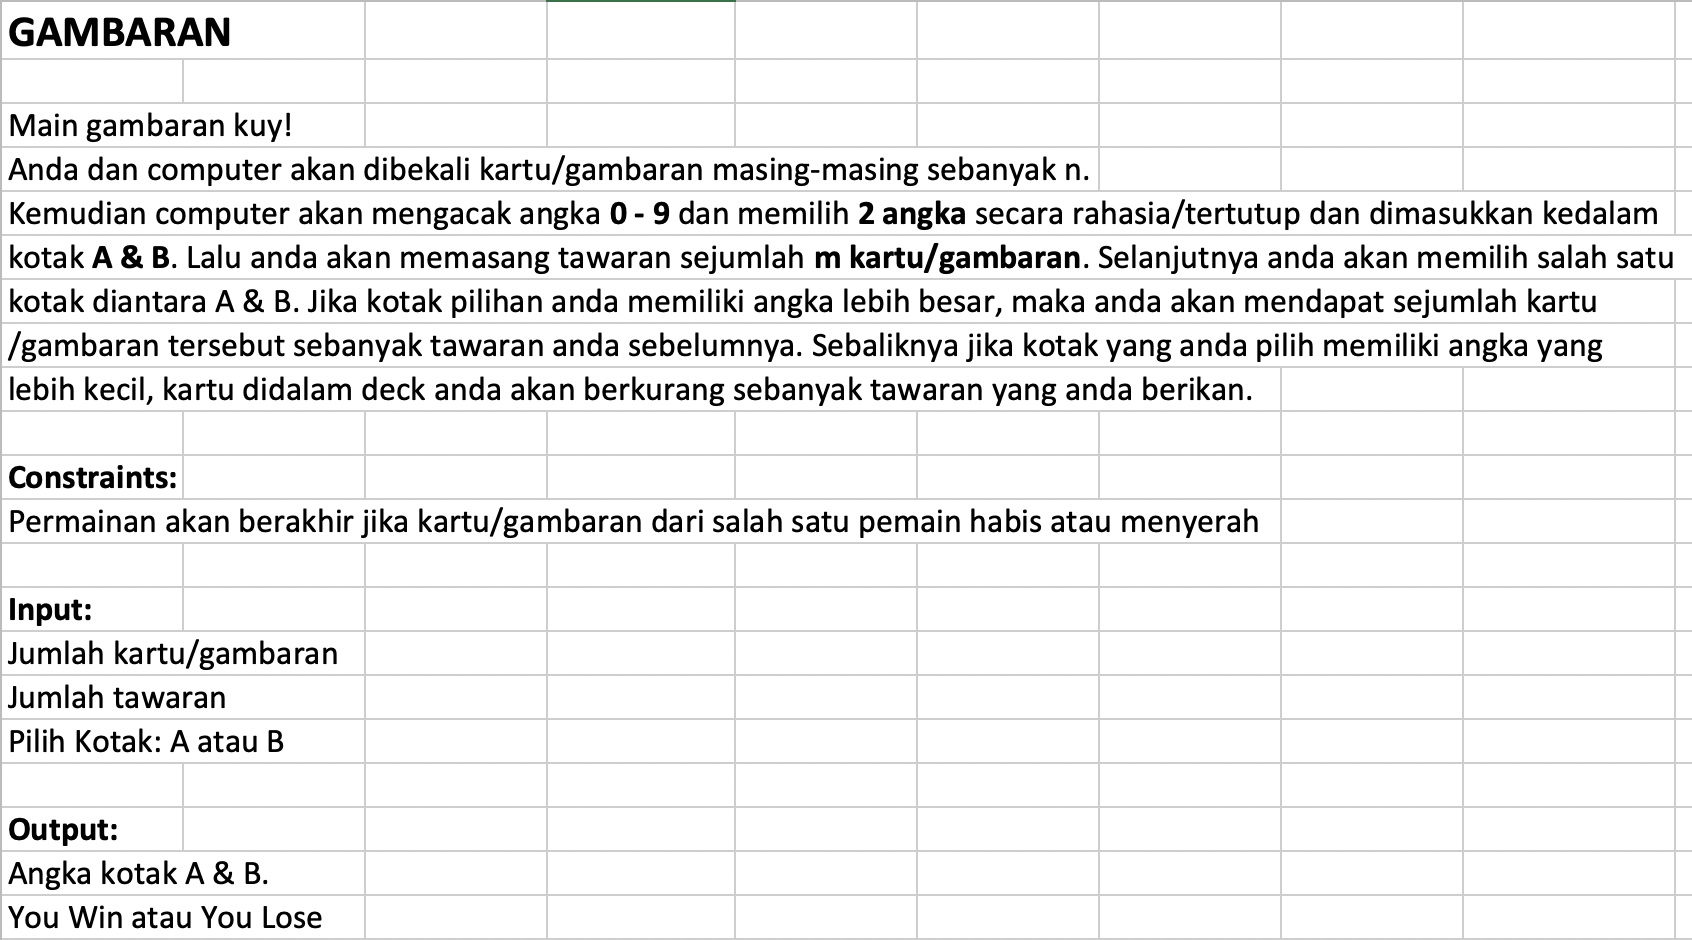 GAMBARAN
Main gambaran kuy!
Anda dan computer akan dibekali kartu/gambaran masing-masing sebanyak n.
Kemudian computer akan mengacak angka 0 - 9 dan memilih 2 angka secara rahasia/tertutup dan dimasukkan kedalam
kotak A & B. Lalu anda akan memasang tawaran sejumlah m kartu/gambaran. Selanjutnya anda akan memilih salah satu
kotak diantara A & B. Jika kotak pilihan anda memiliki angka lebih besar, maka anda akan mendapat sejumlah kartu
/gambaran tersebut sebanyak tawaran anda sebelumnya. Sebaliknya jika kotak yang anda pilih memiliki angka yang
lebih kecil, kartu didalam deck anda akan berkurang sebanyak tawaran yang anda berikan.
Constraints:
Permainan akan berakhir jika kartu/gambaran dari salah satu pemain habis atau menyerah
Input:
Jumlah kartu/gambaran
Jumlah tawaran
Pilih Kotak: A atau B
Output:
Angka kotak A & B.
You Win atau You Lose